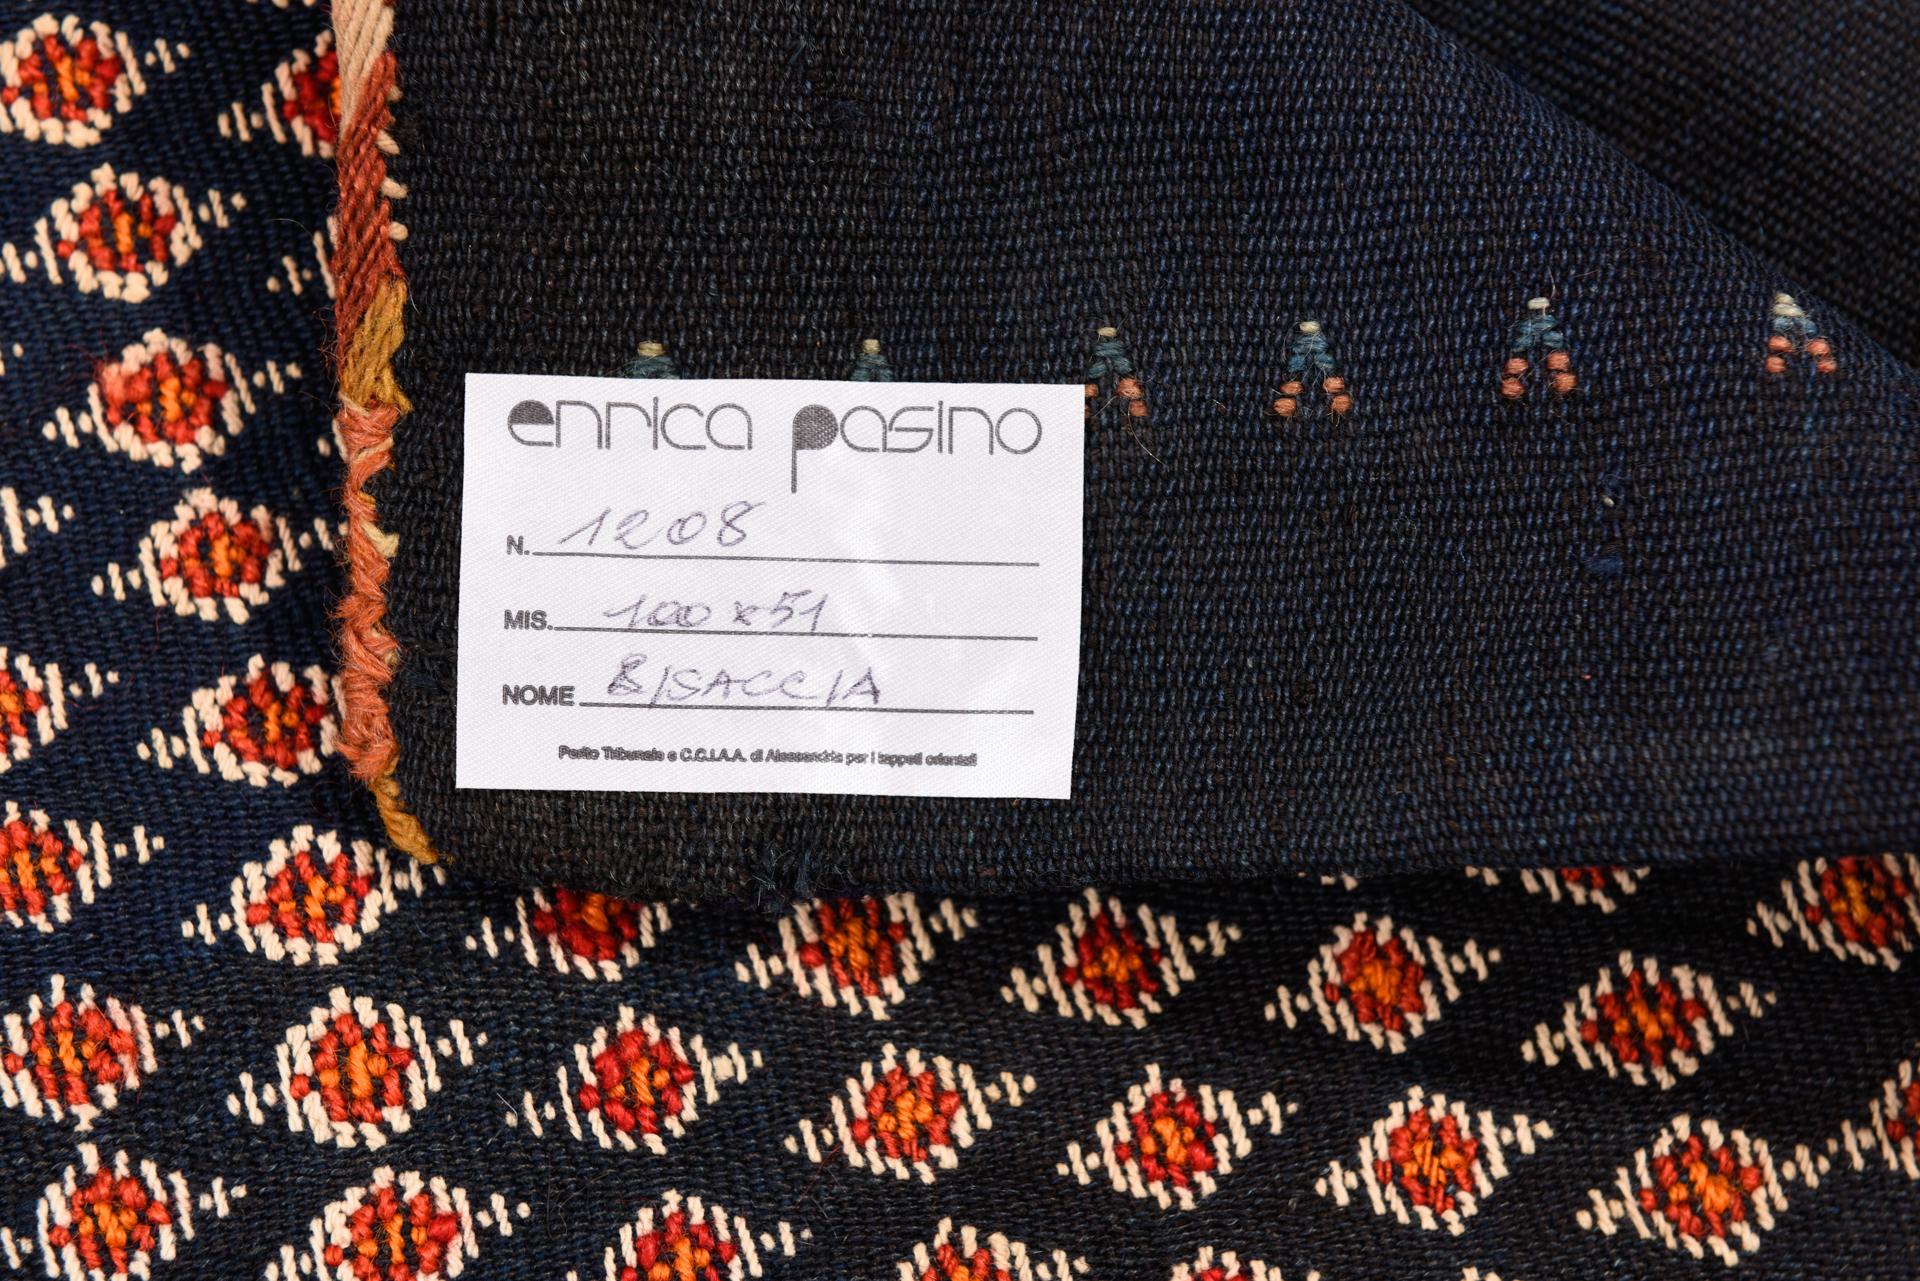 enrica pasino
N. 1208
MIS. 100 x 51
NOME BISACCIA
Perito Tribunale e C.C.I.A.A. di Alessandria per i tappeti orientali